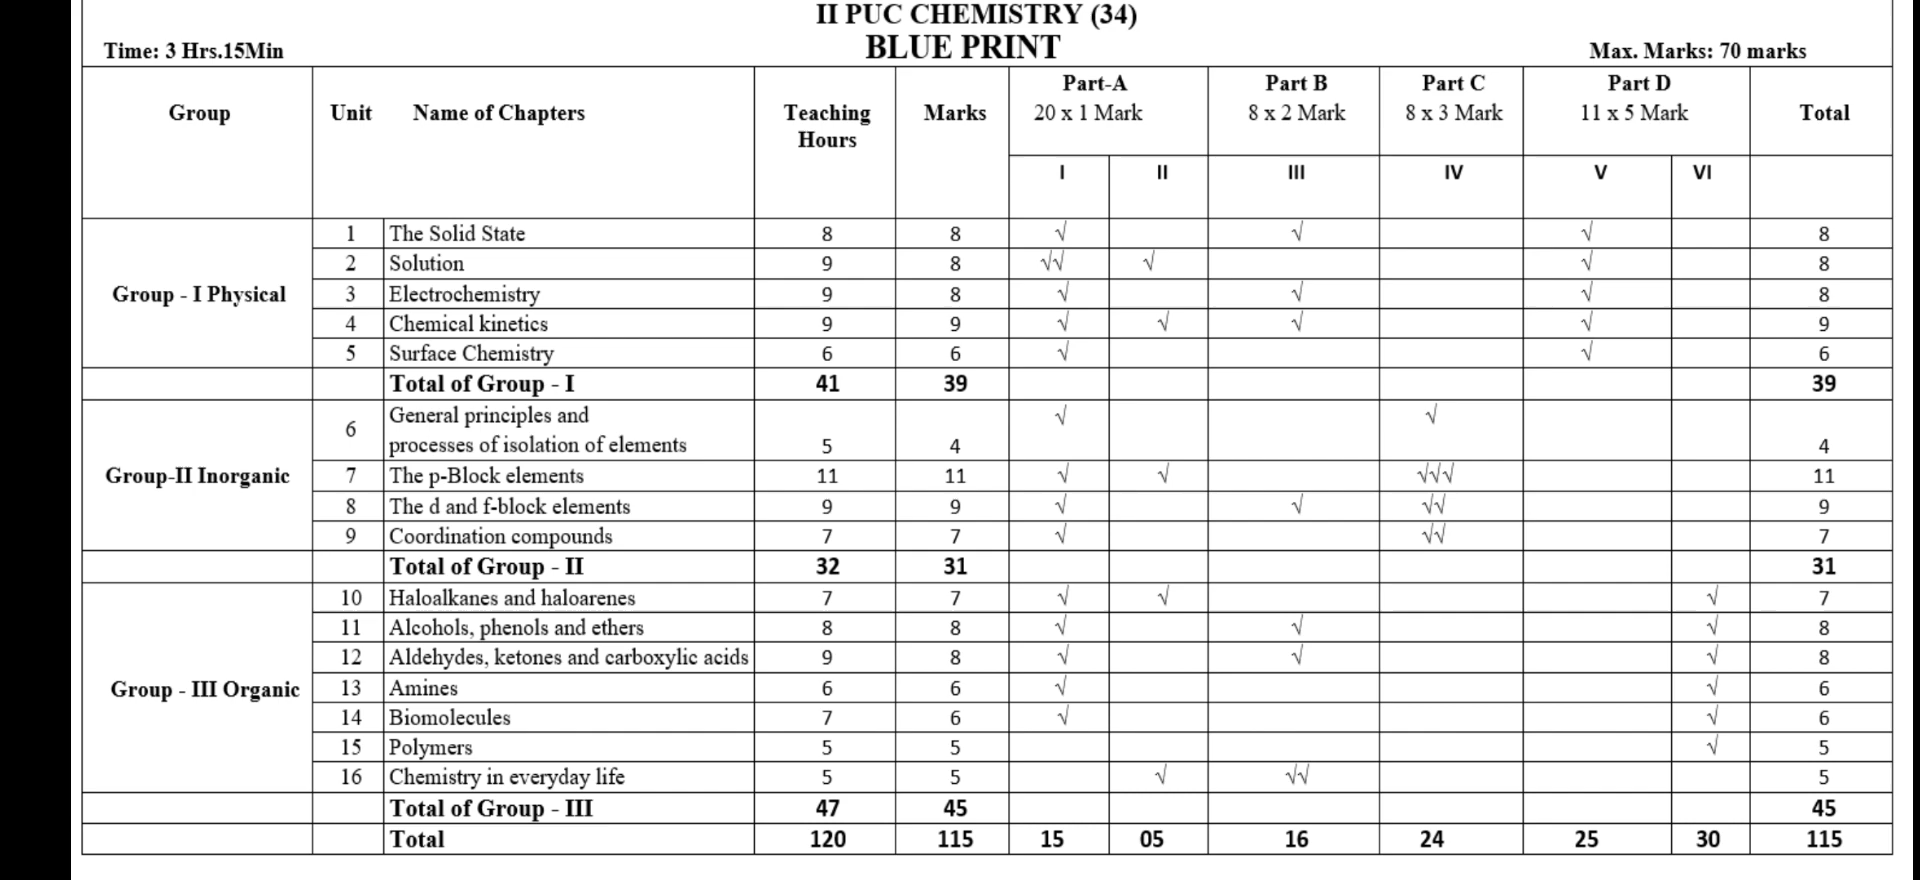 II PUC CHEMISTRY (34)
Time: 3 Hrs.15Min BLUE PRINT Max. Marks: 70 marks
Group Unit Name of Chapters Teaching Hours Marks Part-A 20 x 1 Mark Part B 8 x 2 Mark Part C 8 x 3 Mark Part D 11 x 5 Mark Total
I II III IV V VI
Group - I Physical
1 The Solid State 8 8 √ √ √ 8
2 Solution 9 8 √√ √ √ 8
3 Electrochemistry 9 8 √ √ √ 8
4 Chemical kinetics 9 9 √ √ √ √ 9
5 Surface Chemistry 6 6 √ √ 6
Total of Group - I 41 39 39
Group-II Inorganic
6 General principles and
processes of isolation of elements 5 4 √ √ 4
7 The p-Block elements 11 11 √ √ √√√ 11
8 The d and f-block elements 9 9 √ √ √√ 9
9 Coordination compounds 7 7 √ √√ 7
Total of Group - II 32 31 31
Group - III Organic
10 Haloalkanes and haloarenes 7 7 √ √ √ 7
11 Alcohols, phenols and ethers 8 8 √ √ √ 8
12 Aldehydes, ketones and carboxylic acids 9 8 √ √ √ 8
13 Amines 6 6 √ √ 6
14 Biomolecules 7 6 √ √ 6
15 Polymers 5 5 √ 5
16 Chemistry in everyday life 5 5 √ √√ 5
Total of Group - III 47 45 45
Total 120 115 15 05 16 24 25 30 115